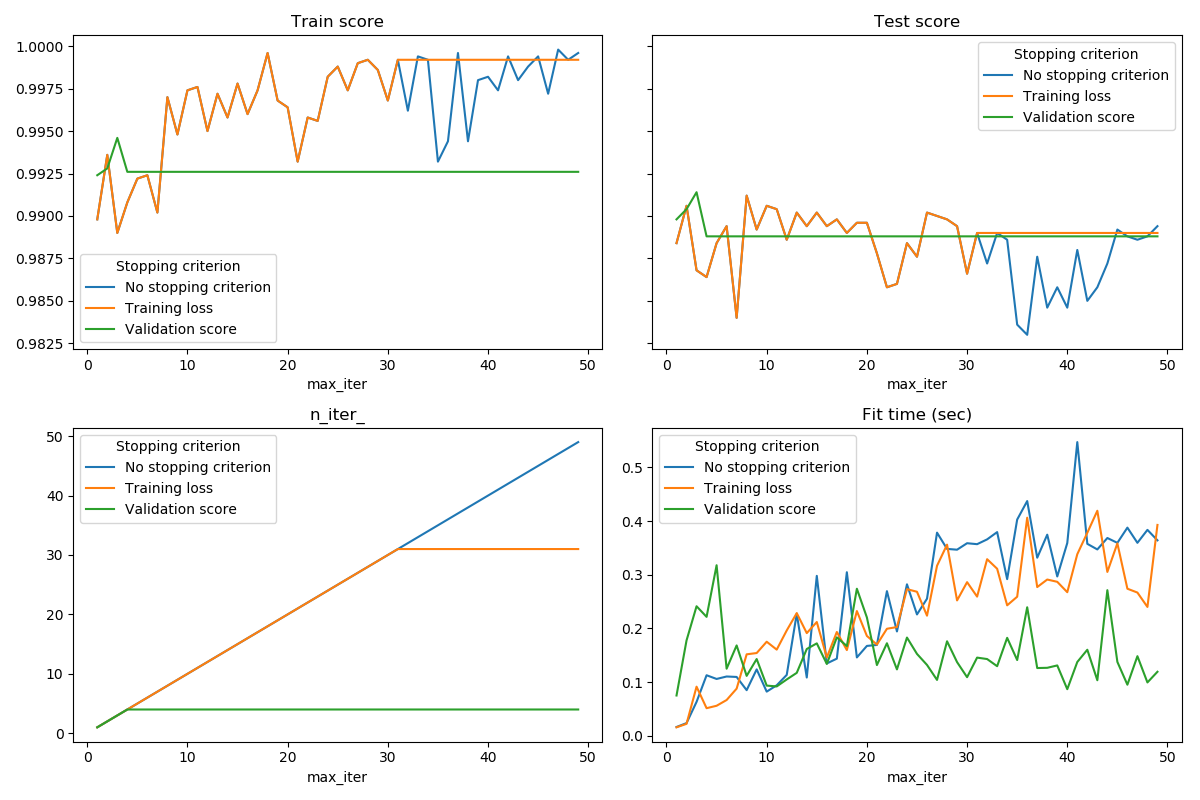 Train score
1.0000
0.9975
0.9950
0.9925
0.9900
0.9875
0.9850
0.9825
Stopping criterion
No stopping criterion
Training loss
Validation score
0 10 20 30 40 50
max_iter
Test score
Stopping criterion
No stopping criterion
Training loss
Validation score
0 10 20 30 40 50
max_iter
n_iter_
50
40
30
20
10
0
Stopping criterion
No stopping criterion
Training loss
Validation score
0 10 20 30 40 50
max_iter
Fit time (sec)
0.5
0.4
0.3
0.2
0.1
0.0
Stopping criterion
No stopping criterion
Training loss
Validation score
0 10 20 30 40 50
max_iter